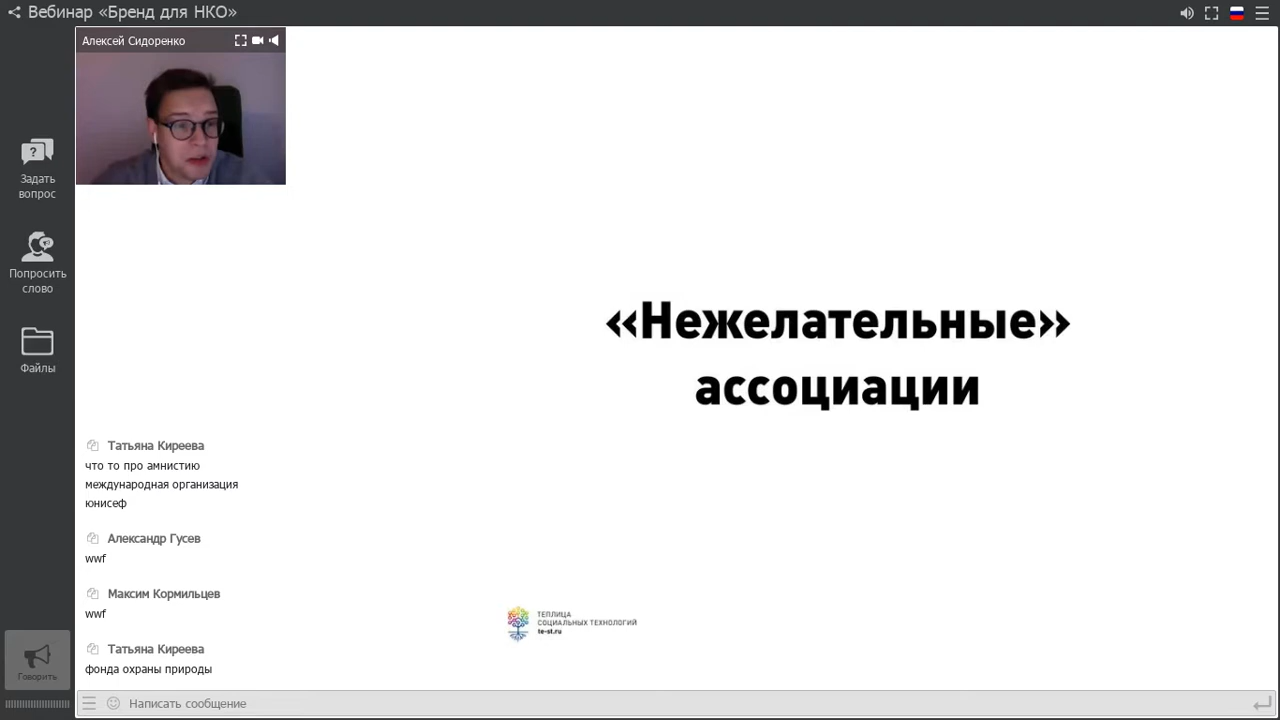 Вебинар «Бренд для НКО»
Алексей Сидоренко
Задать
вопрос
Попросить
слово
Файлы
«Нежелательные»
ассоциации
Татьяна Киреева
что то про амнистию
международная организация
юнисеф
Александр Гусев
wwf
Максим Кормильцев
wwf
Татьяна Киреева
фонда охраны природы
ТЕПЛИЦА
СОЦИАЛЬНЫХ ТЕХНОЛОГИЙ
te-st.ru
Говорить
Написать сообщение